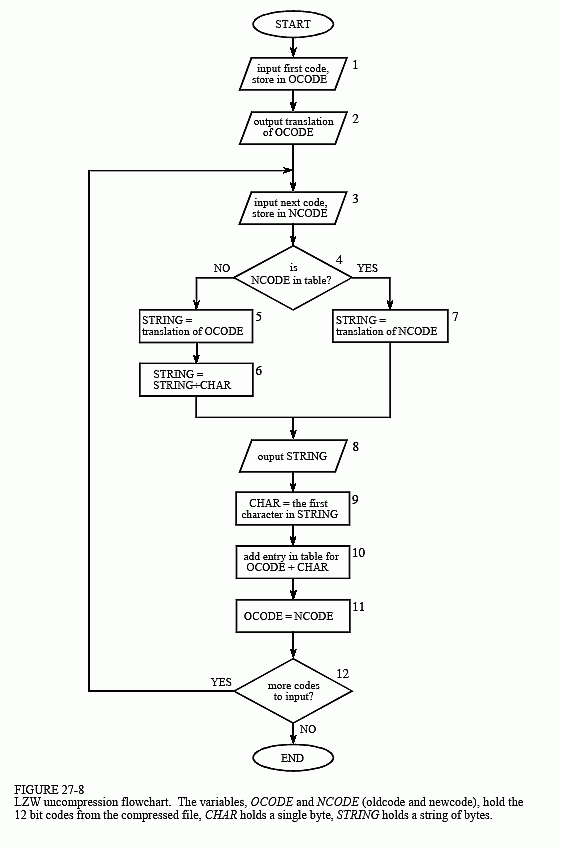 START
input first code,
store in OCODE
1
output translation
of OCODE
2
input next code,
store in NCODE
3
is
NCODE in table?
4
NO
YES
STRING =
translation of OCODE
5
STRING =
translation of NCODE
7
STRING =
STRING+CHAR
6
ouput STRING
8
CHAR = the first
character in STRING
9
add entry in table for
OCODE + CHAR
10
OCODE = NCODE
11
more codes
to input?
12
YES
NO
END
FIGURE 27-8
LZW uncompression flowchart. The variables, OCODE and NCODE (oldcode and newcode), hold the
12 bit codes from the compressed file, CHAR holds a single byte, STRING holds a string of bytes.